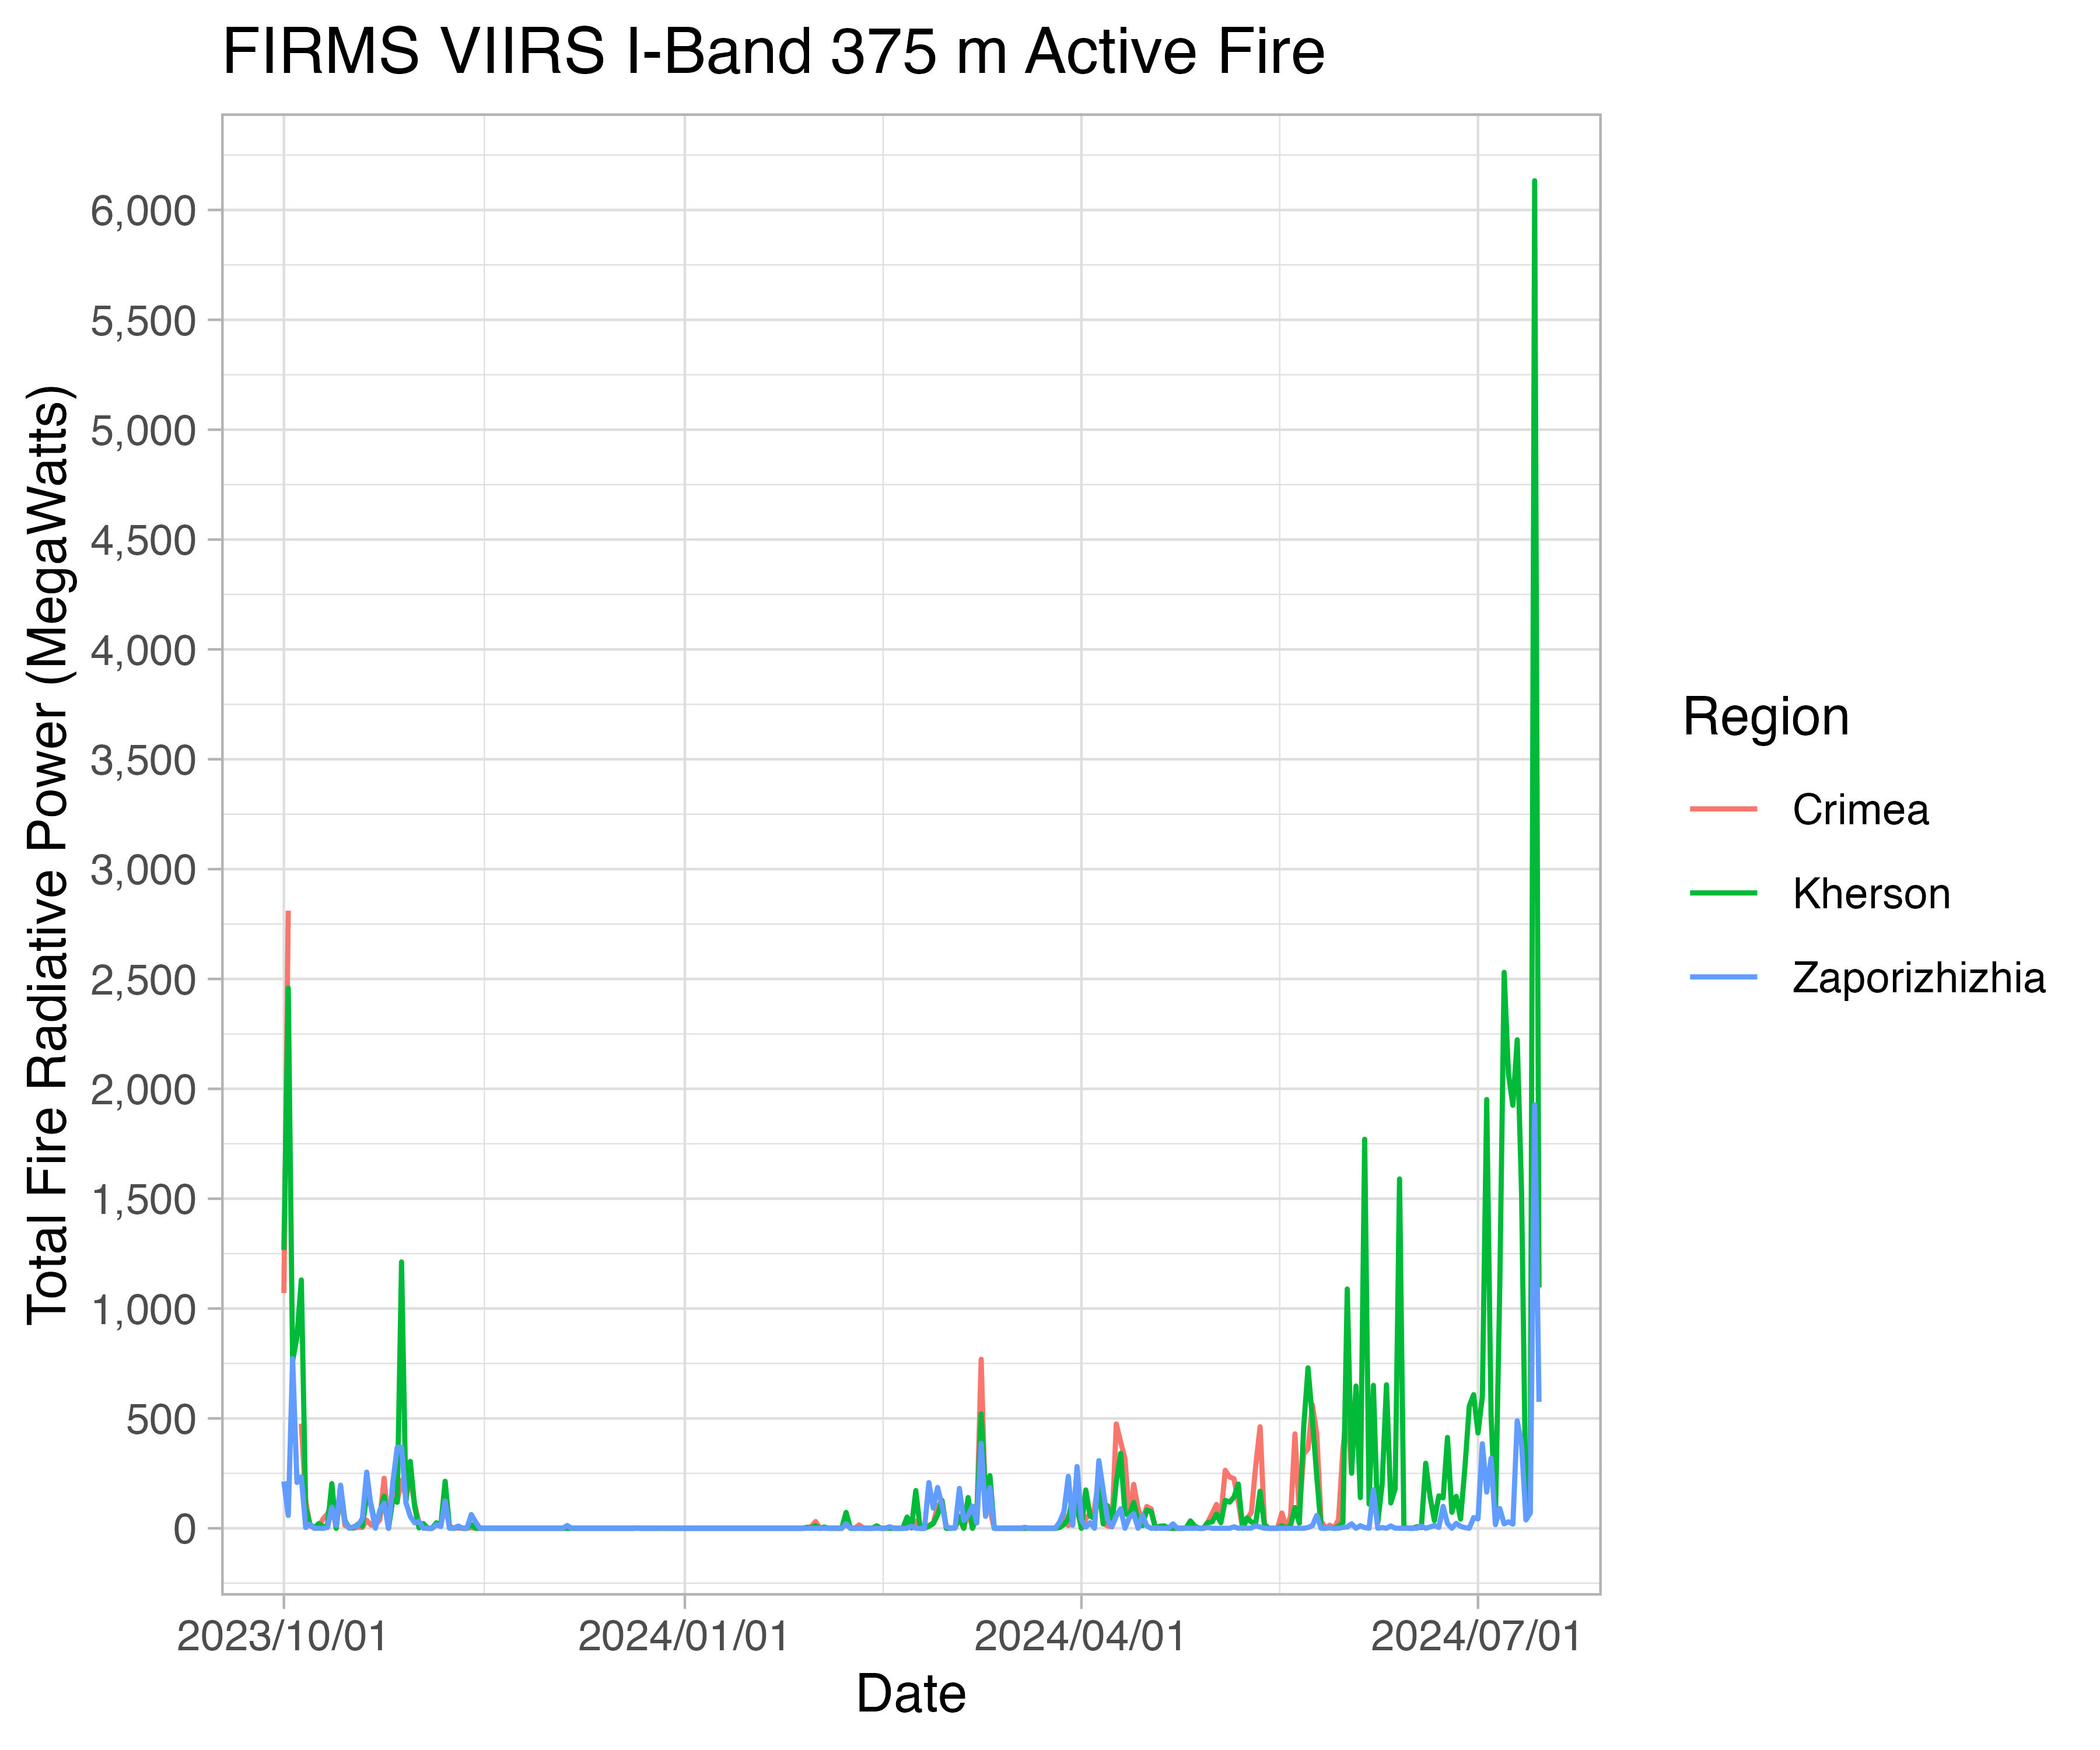 FIRMS VIIRS I-Band 375 m Active Fire
Total Fire Radiative Power (MegaWatts)
6,000
5,500
5,000
4,500
4,000
3,500
3,000
2,500
2,000
1,500
1,000
500
0
2023/10/01 2024/01/01 2024/04/01 2024/07/01
Date
Region
Crimea
Kherson
Zaporizhizhia